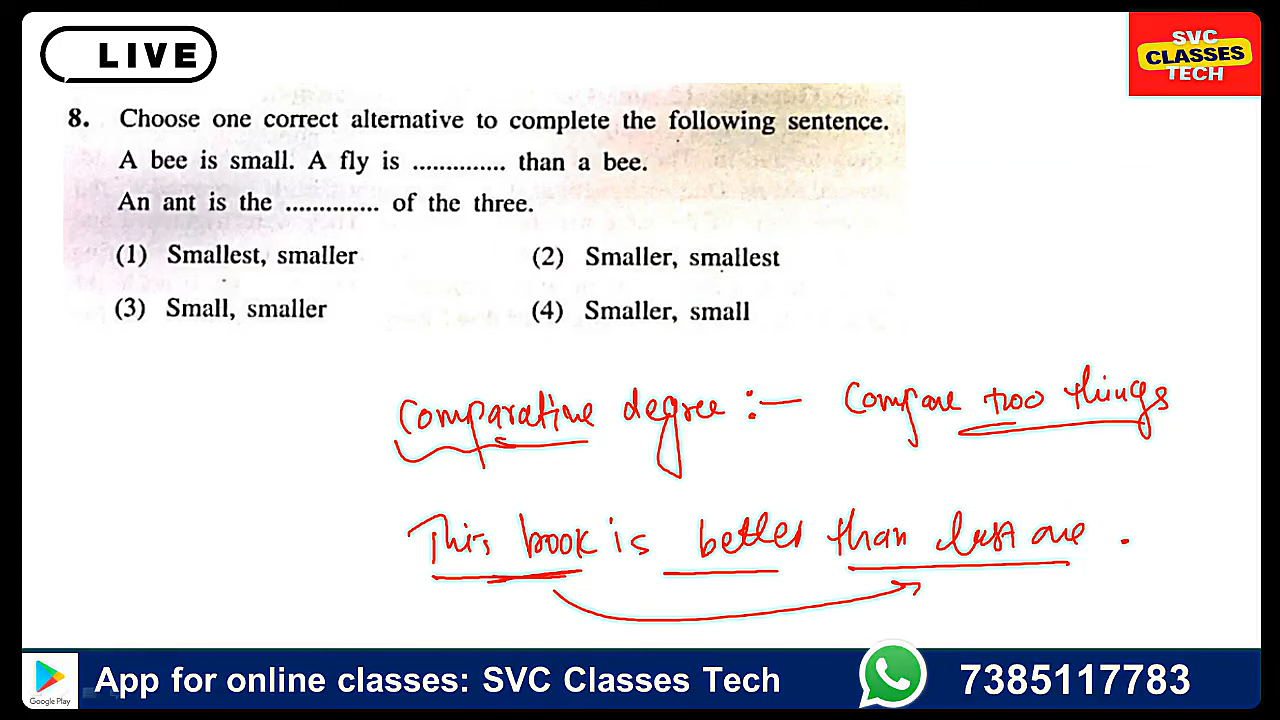 LIVE
SVC
CLASSES
TECH
8. Choose one correct alternative to complete the following sentence.
A bee is small. A fly is .............. than a bee.
An ant is the .............. of the three.
(1) Smallest, smaller (2) Smaller, smallest
(3) Small, smaller (4) Smaller, small
Comparative degree :– Compare two things
This book is better than last one .
Google Play
App for online classes: SVC Classes Tech
7385117783